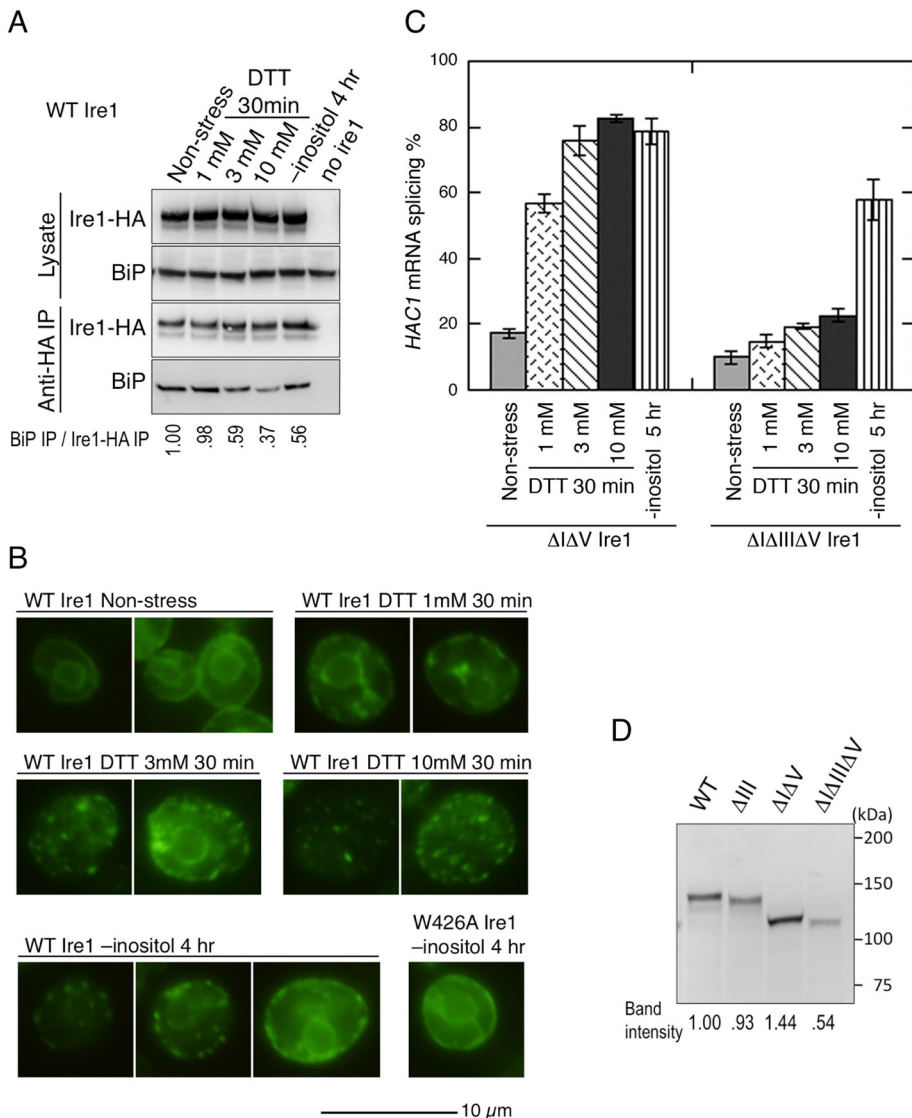 A
WT Ire1
DTT
30min
Non-stress
1 mM
3 mM
10 mM
–inositol 4 hr
no ire1
Lysate
Ire1-HA
BiP
Anti-HA IP
Ire1-HA
BiP
BiP IP / Ire1-HA IP
1.00 .98 .59 .37 .56
B
WT Ire1 Non-stress
WT Ire1 DTT 1mM 30 min
WT Ire1 DTT 3mM 30 min
WT Ire1 DTT 10mM 30 min
WT Ire1 –inositol 4 hr
W426A Ire1
–inositol 4 hr
10 µm
C
HAC1 mRNA splicing %
100
80
60
40
20
0
Non-stress
1 mM
3 mM
10 mM
-inositol 5 hr
DTT 30 min
ΔIΔV Ire1
Non-stress
1 mM
3 mM
10 mM
-inositol 5 hr
DTT 30 min
ΔIΔIIIΔV Ire1
D
WT
ΔIII
ΔIΔV
ΔIΔIIIΔV
(kDa)
200
150
100
75
Band
intensity
1.00 .93 1.44 .54